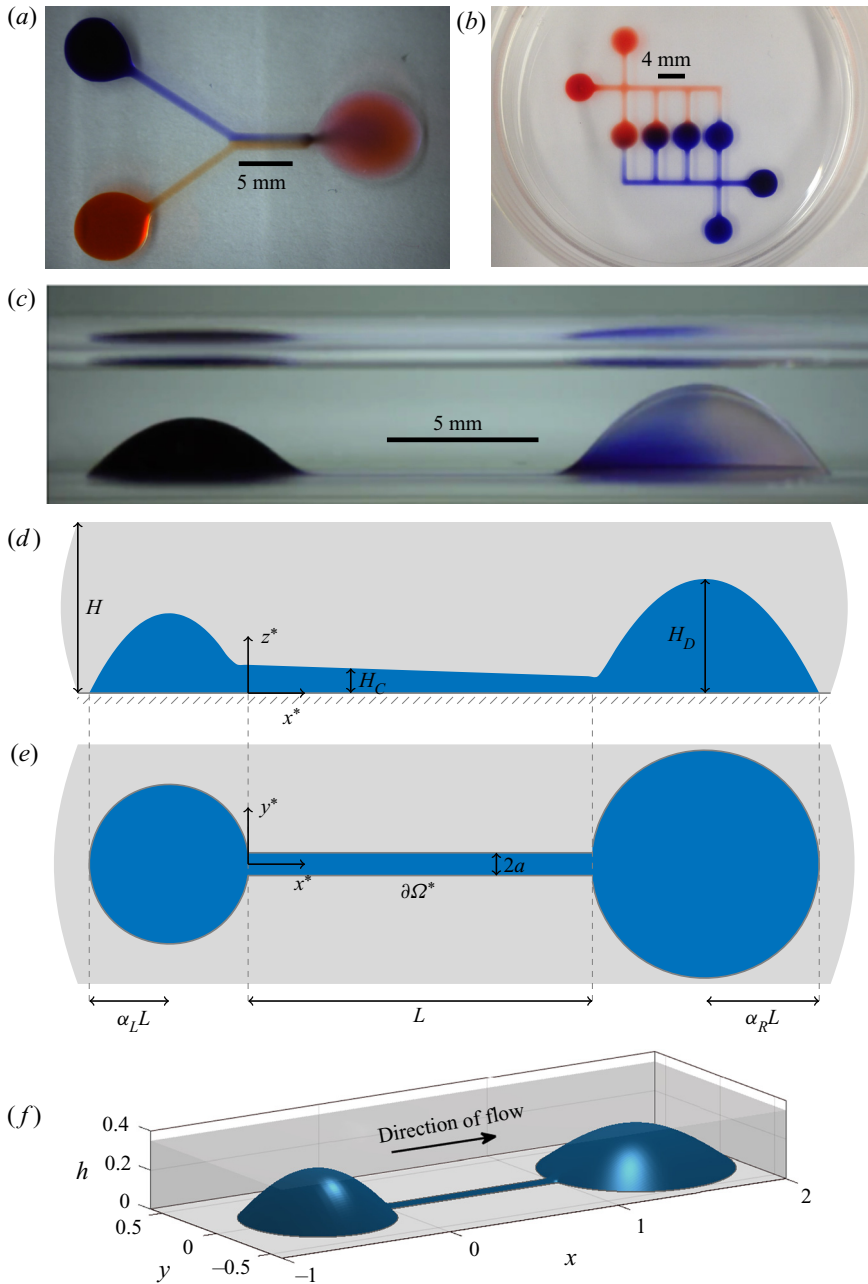 (a)
5 mm
(b)
4 mm
(c)
5 mm
(d)
H
z*
x*
H_C
H_D
(e)
y*
x*
2a
∂Ω*
α_L L
L
α_R L
(f)
Direction of flow
h
0.4
0.2
0
0.5
0
–0.5
–1
y
0
x
1
2